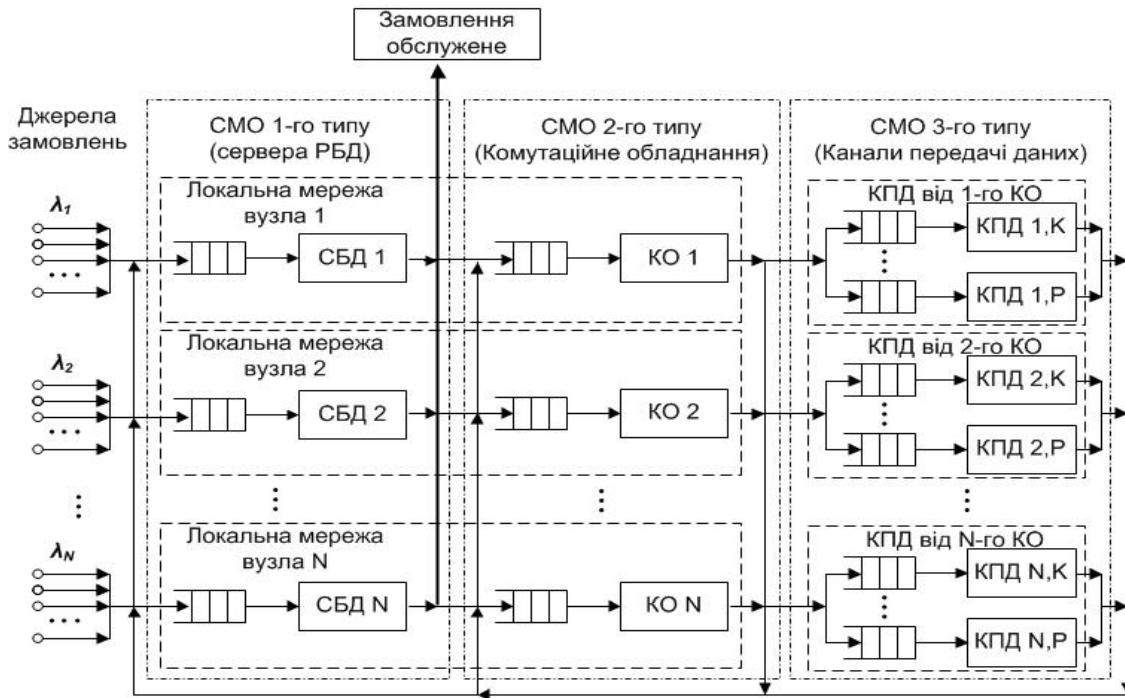 Замовлення
обслужене
Джерела
замовлень
СМО 1-го типу
(сервера РБД)
СМО 2-го типу
(Комутаційне обладнання)
СМО 3-го типу
(Канали передачі даних)
λ1
Локальна мережа
вузла 1
СБД 1
КО 1
КПД від 1-го КО
КПД 1,K
КПД 1,P
λ2
Локальна мережа
вузла 2
СБД 2
КО 2
КПД від 2-го КО
КПД 2,K
КПД 2,P
λN
Локальна мережа
вузла N
СБД N
КО N
КПД від N-го КО
КПД N,K
КПД N,P